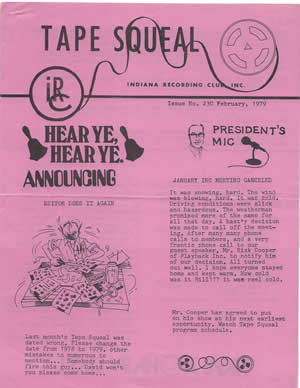 TAPE SQUEAL
IRC
INDIANA RECORDING CLUB, INC.
Issue No. 230 February, 1979
HEAR YE,
HEAR YE.
ANNOUNCING
EDITOR DOES IT AGAIN
Last month's Tape Squeal was
dated wrong. Please change the
date from 1978 to 1979. Other
mistakes to numerous to
mention... Somebody should
fire this guy... David won't
you please come home...
PRESIDENT'S
MIC
JANUARY IRC MEETING CANCELED
It was snowing, hard. The wind
was blowing, hard. It was cold.
Driving conditions were slick
and hazardous. The weatherman
promised more of the same for
all that day. A hasty decision
was made to call off the meet-
ing. After many many phone
calls to members, and a very
frantic phone call to our
guest speaker, Mr. Rick Cooper
of Playback Inc. to notify him
of our decision. All turned
out well. I hope everyone stayed
home and kept warm. How cold
was it Bill??? It was reel cold.
Mr. Cooper has agreed to put
on his show at his next earliest
opportunity. Watch Tape Squeal
program schedule.